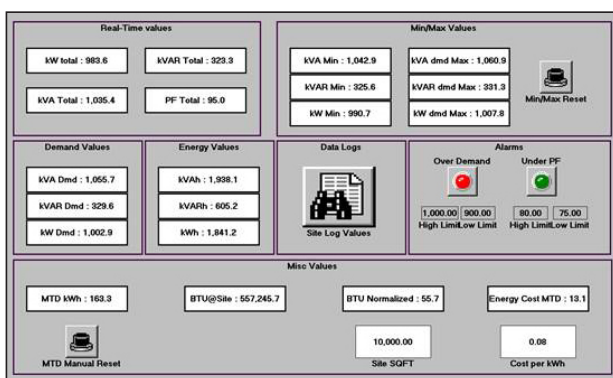 Real-Time values
kW total : 983.6
kVAR Total : 323.3
kVA Total : 1,035.4
PF Total : 95.0
Min/Max Values
kVA Min : 1,042.9
kVA dmd Max : 1,060.9
kVAR Min : 325.6
kVAR dmd Max : 331.3
kW Min : 990.7
kW dmd Max : 1,007.8
Min/Max Reset
Demand Values
kVA Dmd : 1,055.7
kVAR Dmd : 329.6
kW Dmd : 1,002.9
Energy Values
kVAh : 1,938.1
kVARh : 605.2
kWh : 1,841.2
Data Logs
Site Log Values
Alarms
Over Demand
Under PF
1,000.00 900.00
High Limit Low Limit
80.00 75.00
High Limit Low Limit
Misc Values
MTD kWh : 163.3
BTU@Site : 557,245.7
BTU Normalized : 55.7
Energy Cost MTD : 13.1
MTD Manual Reset
10,000.00
Site SQFT
0.08
Cost per kWh